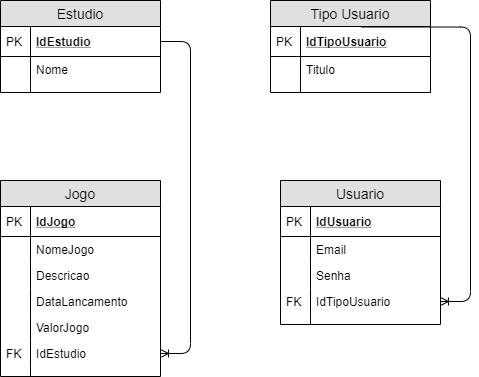 Estudio
PK IdEstudio
Nome
Tipo Usuario
PK IdTipoUsuario
Titulo
Jogo
PK IdJogo
NomeJogo
Descricao
DataLancamento
ValorJogo
FK IdEstudio
Usuario
PK IdUsuario
Email
Senha
FK IdTipoUsuario